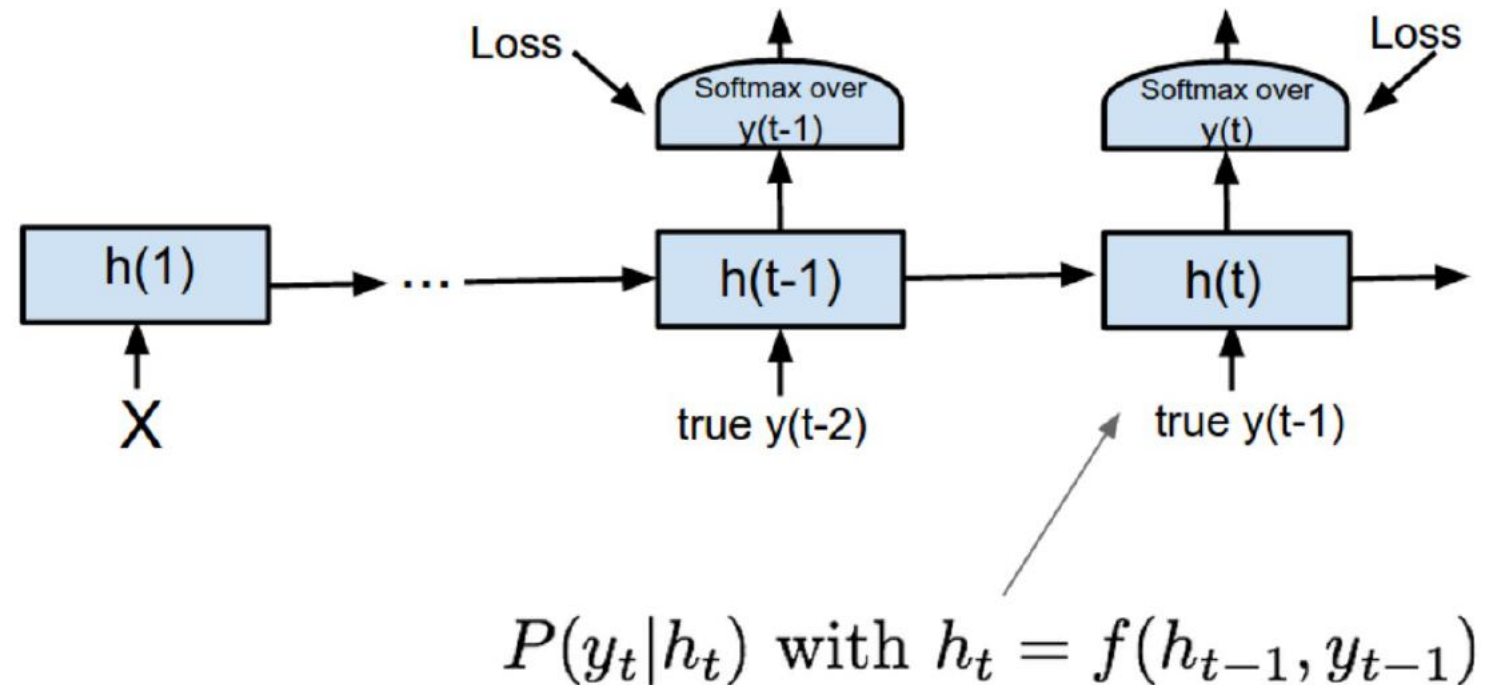 Loss
Softmax over
y(t-1)
Softmax over
y(t)
Loss
h(1)
...
h(t-1)
h(t)
X
true y(t-2)
true y(t-1)
P(y_t|h_t) with h_t = f(h_{t-1}, y_{t-1})